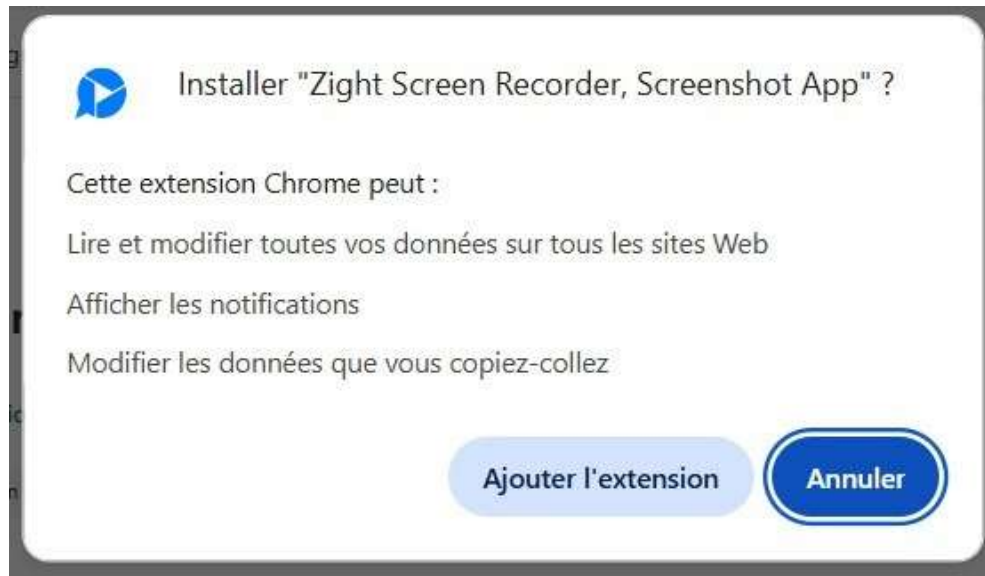 Installer "Zight Screen Recorder, Screenshot App" ?
Cette extension Chrome peut :
Lire et modifier toutes vos données sur tous les sites Web
Afficher les notifications
Modifier les données que vous copiez-collez
Ajouter l'extension
Annuler